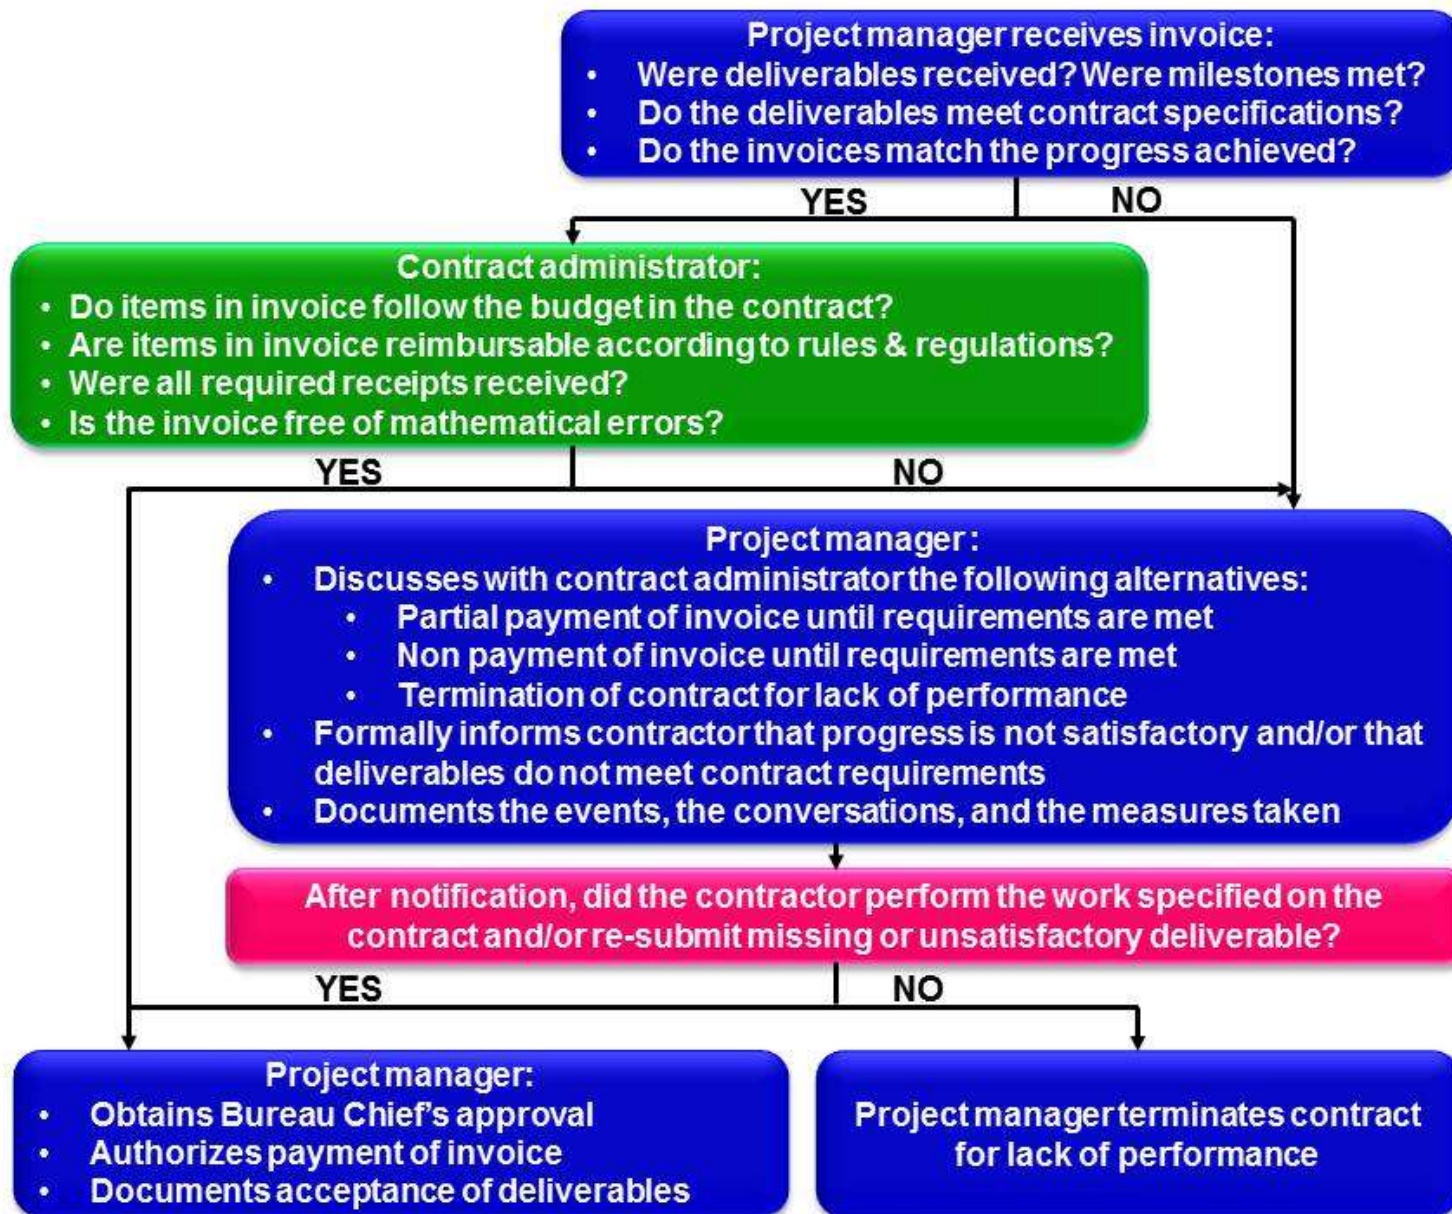 Project manager receives invoice:
• Were deliverables received? Were milestones met?
• Do the deliverables meet contract specifications?
• Do the invoices match the progress achieved?
YES NO
Contract administrator:
• Do items in invoice follow the budget in the contract?
• Are items in invoice reimbursable according to rules & regulations?
• Were all required receipts received?
• Is the invoice free of mathematical errors?
YES NO
Project manager :
• Discusses with contract administrator the following alternatives:
• Partial payment of invoice until requirements are met
• Non payment of invoice until requirements are met
• Termination of contract for lack of performance
• Formally informs contractor that progress is not satisfactory and/or that
deliverables do not meet contract requirements
• Documents the events, the conversations, and the measures taken
After notification, did the contractor perform the work specified on the
contract and/or re-submit missing or unsatisfactory deliverable?
YES NO
Project manager:
• Obtains Bureau Chief's approval
• Authorizes payment of invoice
• Documents acceptance of deliverables
Project manager terminates contract
for lack of performance